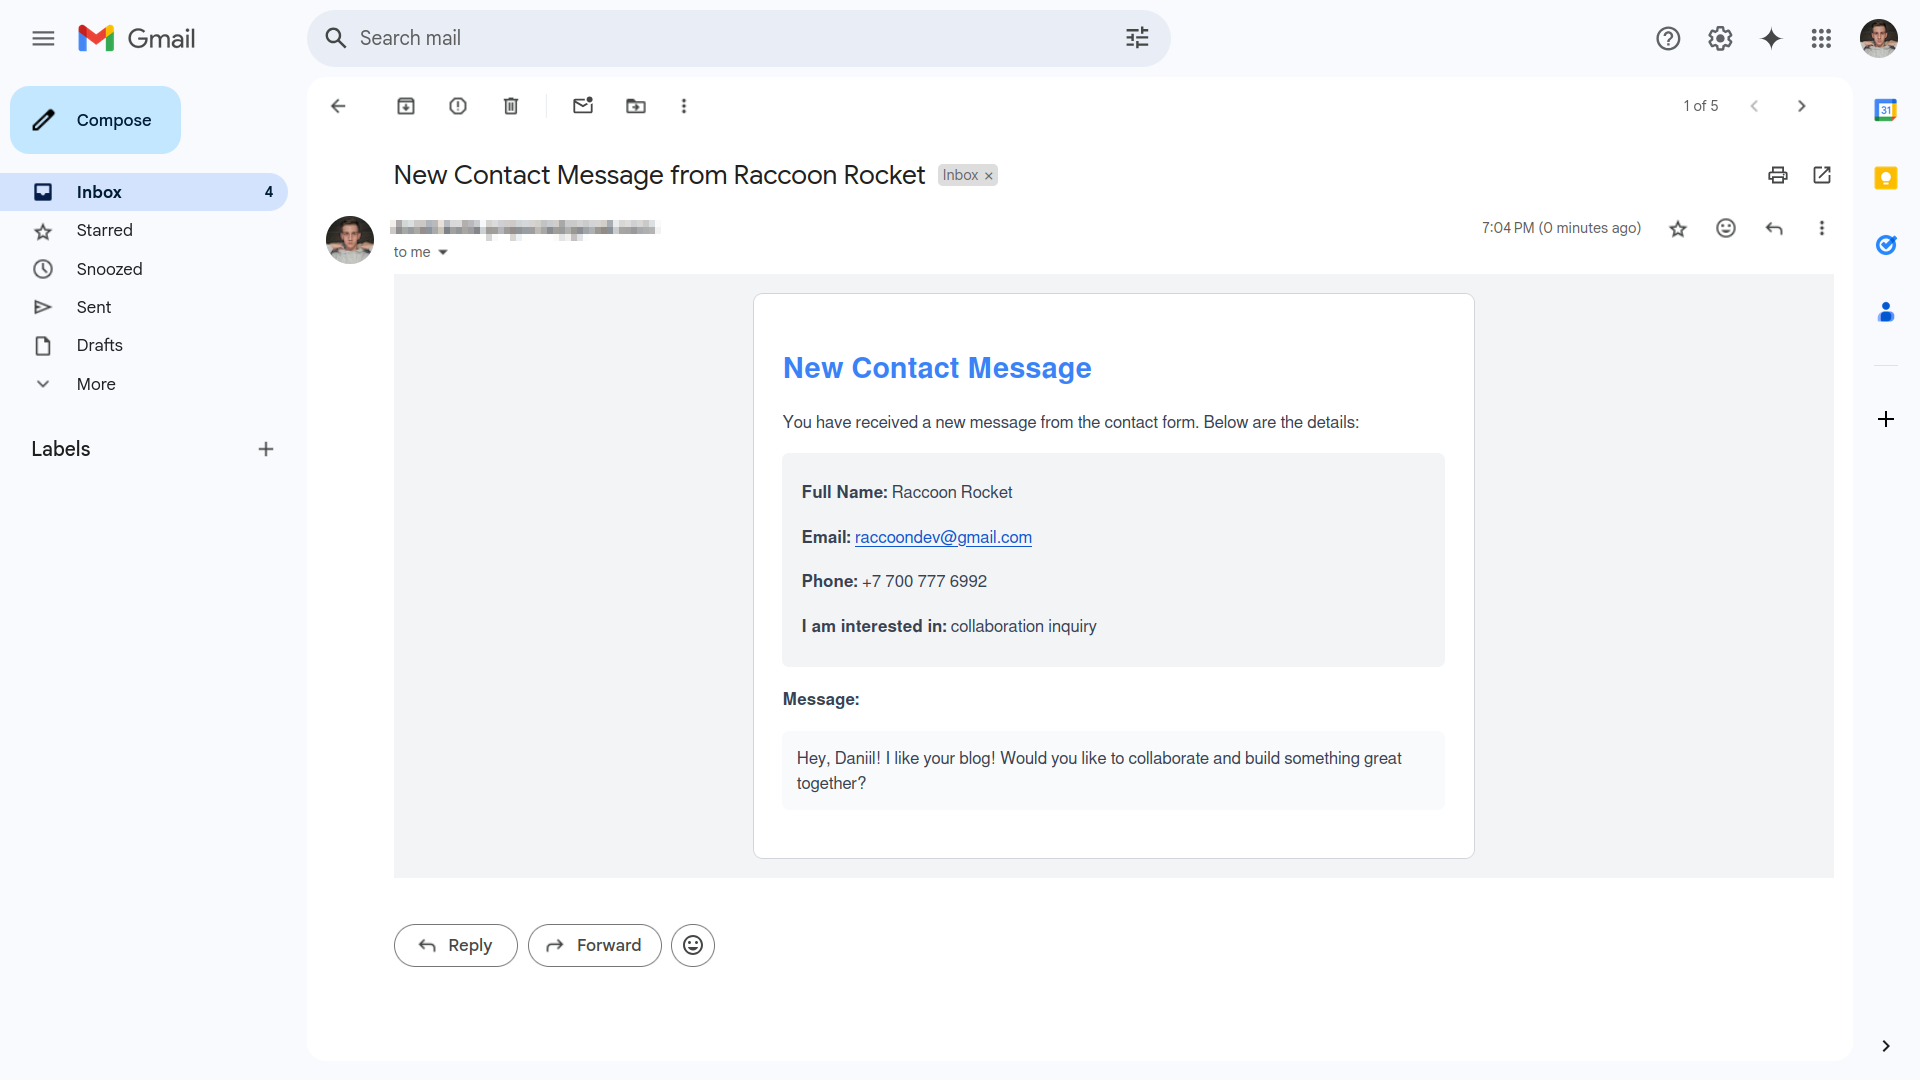 Gmail
Search mail
Compose
1 of 5
31
New Contact Message from Raccoon Rocket Inbox ×
Inbox 4
Starred
Snoozed
Sent
Drafts
More
Labels
7:04 PM (0 minutes ago)
to me
New Contact Message
You have received a new message from the contact form. Below are the details:
Full Name: Raccoon Rocket
Email: raccoondev@gmail.com
Phone: +7 700 777 6992
I am interested in: collaboration inquiry
Message:
Hey, Daniil! I like your blog! Would you like to collaborate and build something great
together?
Reply
Forward